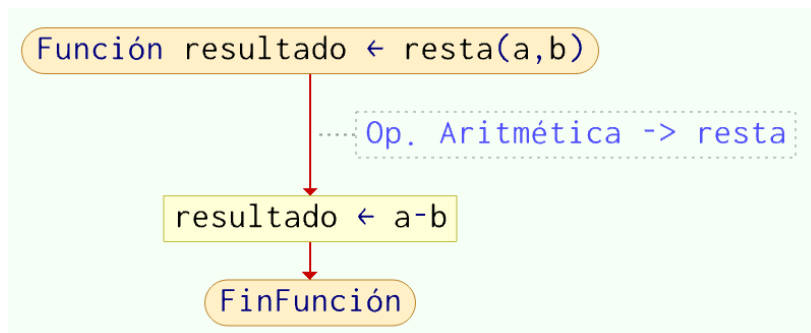 Función resultado ← resta(a,b)
Op. Aritmética -> resta
resultado ← a-b
FinFunción